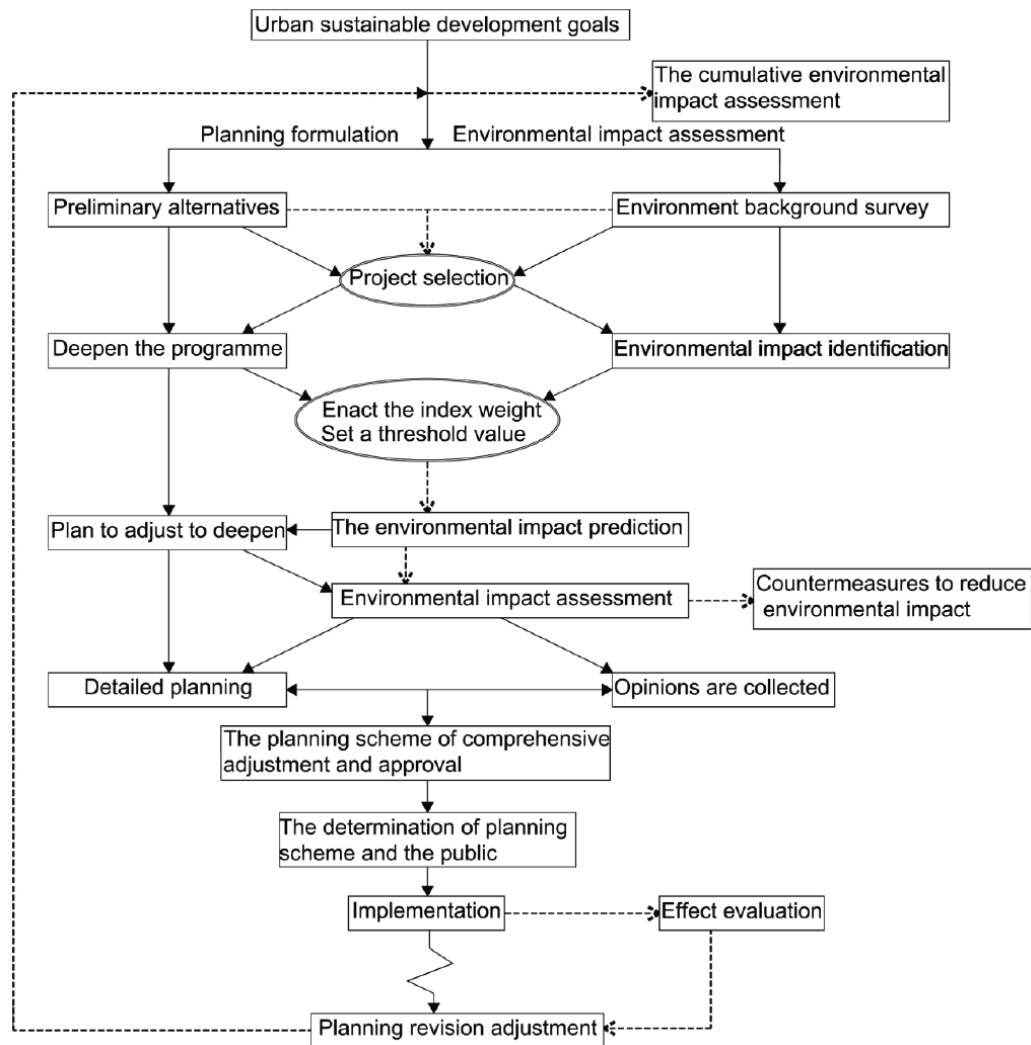 Urban sustainable development goals
The cumulative environmental
impact assessment
Planning formulation
Environmental impact assessment
Preliminary alternatives
Environment background survey
Project selection
Deepen the programme
Environmental impact identification
Enact the index weight
Set a threshold value
Plan to adjust to deepen
The environmental impact prediction
Environmental impact assessment
Countermeasures to reduce
environmental impact
Detailed planning
Opinions are collected
The planning scheme of comprehensive
adjustment and approval
The determination of planning
scheme and the public
Implementation
Effect evaluation
Planning revision adjustment